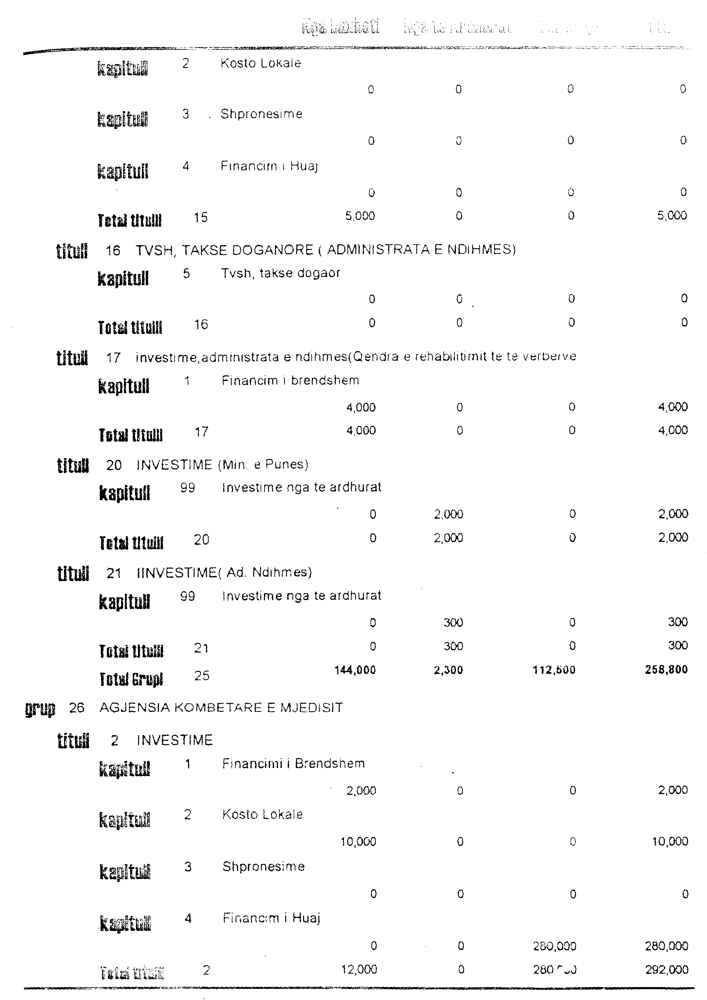 Nga Buxheti Nga te Ardhurat
kapitull 2 Kosto Lokale
0 0 0 0
kapitull 3 Shpronesime
0 0 0 0
kapitull 4 Financim i Huaj
0 0 0 0
Total titulli 15 5,000 0 0 5,000
titull 16 TVSH, TAKSE DOGANORE ( ADMINISTRATA E NDIHMES)
kapitull 5 Tvsh, takse dogaor
0 0 0 0
Total titulli 16 0 0 0 0
titull 17 investime,administrata e ndihmes(Qendra e rehabilitimit te te verberve
kapitull 1 Financim i brendshem
4,000 0 0 4,000
Total titulli 17 4,000 0 0 4,000
titull 20 INVESTIME (Min. e Punes)
kapitull 99 Investime nga te ardhurat
0 2,000 0 2,000
Total titulli 20 0 2,000 0 2,000
titull 21 IINVESTIME( Ad. Ndihmes)
kapitull 99 Investime nga te ardhurat
0 300 0 300
Total titulli 21 0 300 0 300
Total Grupi 25 144,000 2,300 112,500 258,800
grup 26 AGJENSIA KOMBETARE E MJEDISIT
titull 2 INVESTIME
kapitull 1 Financimi i Brendshem
2,000 0 0 2,000
kapitull 2 Kosto Lokale
10,000 0 0 10,000
kapitull 3 Shpronesime
0 0 0 0
kapitull 4 Financim i Huaj
0 0 280,000 280,000
Total titulli 2 12,000 0 292,000